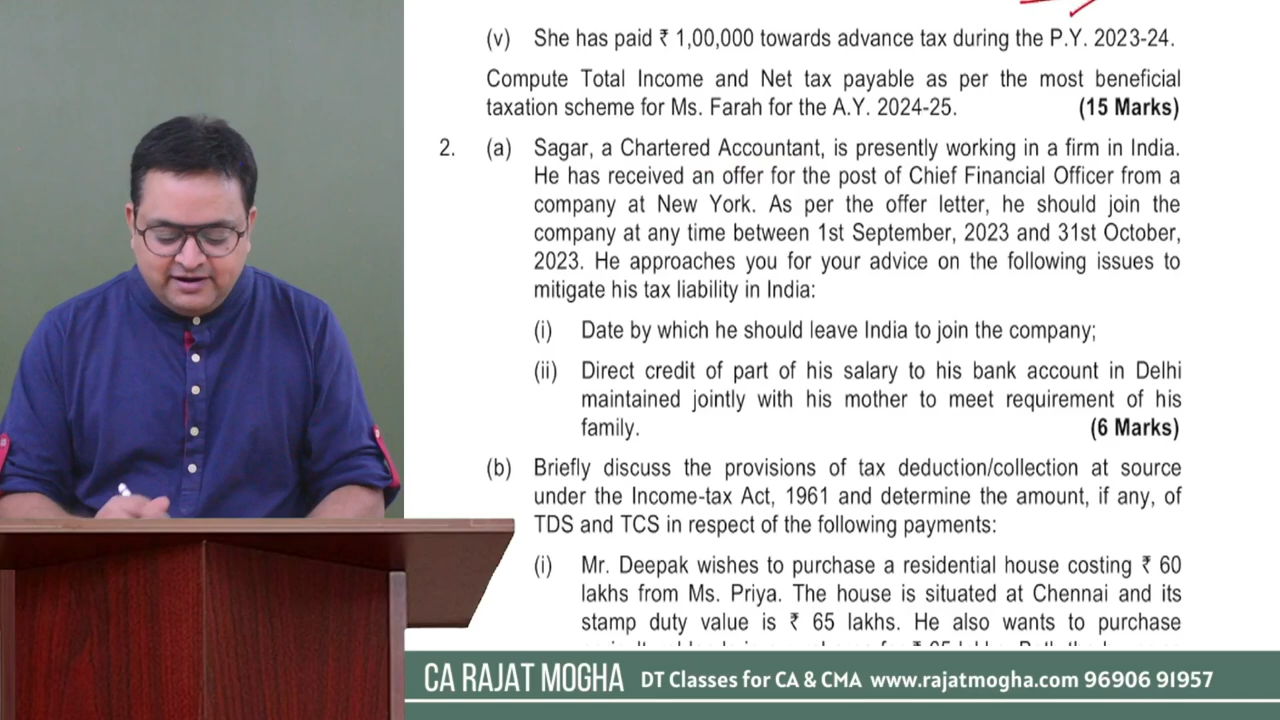 (v) She has paid ₹ 1,00,000 towards advance tax during the P.Y. 2023-24.
Compute Total Income and Net tax payable as per the most beneficial
taxation scheme for Ms. Farah for the A.Y. 2024-25. (15 Marks)
2. (a) Sagar, a Chartered Accountant, is presently working in a firm in India.
He has received an offer for the post of Chief Financial Officer from a
company at New York. As per the offer letter, he should join the
company at any time between 1st September, 2023 and 31st October,
2023. He approaches you for your advice on the following issues to
mitigate his tax liability in India:
(i) Date by which he should leave India to join the company;
(ii) Direct credit of part of his salary to his bank account in Delhi
maintained jointly with his mother to meet requirement of his
family. (6 Marks)
(b) Briefly discuss the provisions of tax deduction/collection at source
under the Income-tax Act, 1961 and determine the amount, if any, of
TDS and TCS in respect of the following payments:
(i) Mr. Deepak wishes to purchase a residential house costing ₹ 60
lakhs from Ms. Priya. The house is situated at Chennai and its
stamp duty value is ₹ 65 lakhs. He also wants to purchase
CA RAJAT MOGHA DT Classes for CA & CMA www.rajatmogha.com 96906 91957